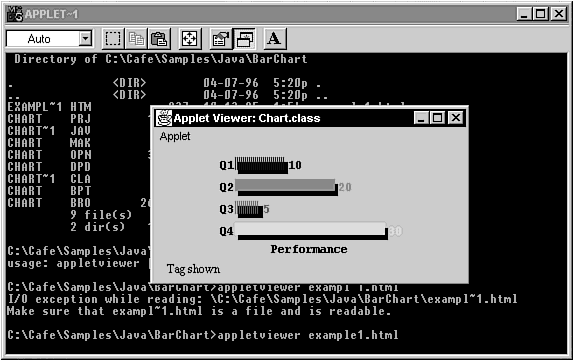 APPLET~1
Auto
A
Directory of C:\Cafe\Samples\Java\BarChart
. <DIR> 04-07-96 5:20p .
.. <DIR> 04-07-96 5:20p ..
EXAMPL~1 HTM
CHART PRJ
CHART~1 JAV
CHART MAK
CHART OPN
CHART DPD
CHART~1 CLA
CHART BPT
CHART BRO
9 file(s)
2 dir(s)
Applet Viewer: Chart.class
Applet
Q1 10
Q2 20
Q3 5
Q4 30
Performance
Tag shown
usage: appletviewer
C:\Cafe\Samples\Java\BarChart>appletviewer exampl~1.html
I/O exception while reading: \C:\Cafe\Samples\Java\BarChart\exampl~1.html
Make sure that exampl~1.html is a file and is readable.
C:\Cafe\Samples\Java\BarChart>appletviewer example1.html